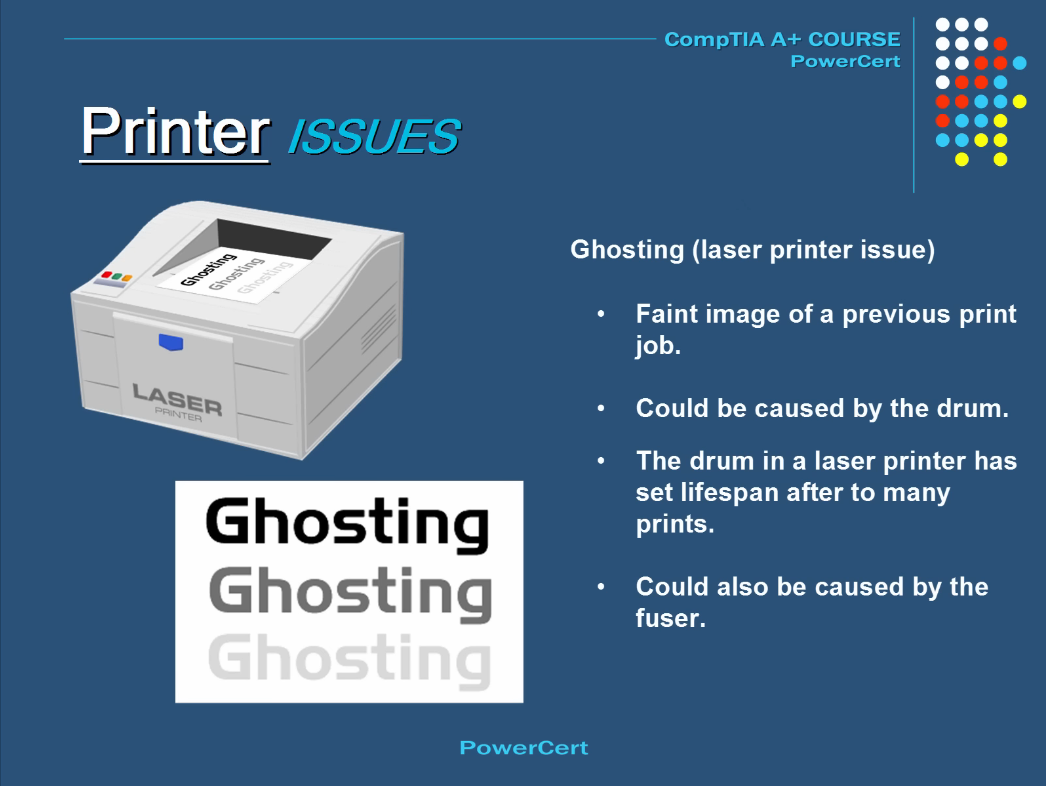 CompTIA A+ COURSE
PowerCert
Printer ISSUES
Ghosting
Ghosting
Ghosting
LASER
PRINTER
Ghosting (laser printer issue)
• Faint image of a previous print
job.
• Could be caused by the drum.
• The drum in a laser printer has
set lifespan after to many
prints.
• Could also be caused by the
fuser.
Ghosting
Ghosting
Ghosting
PowerCert